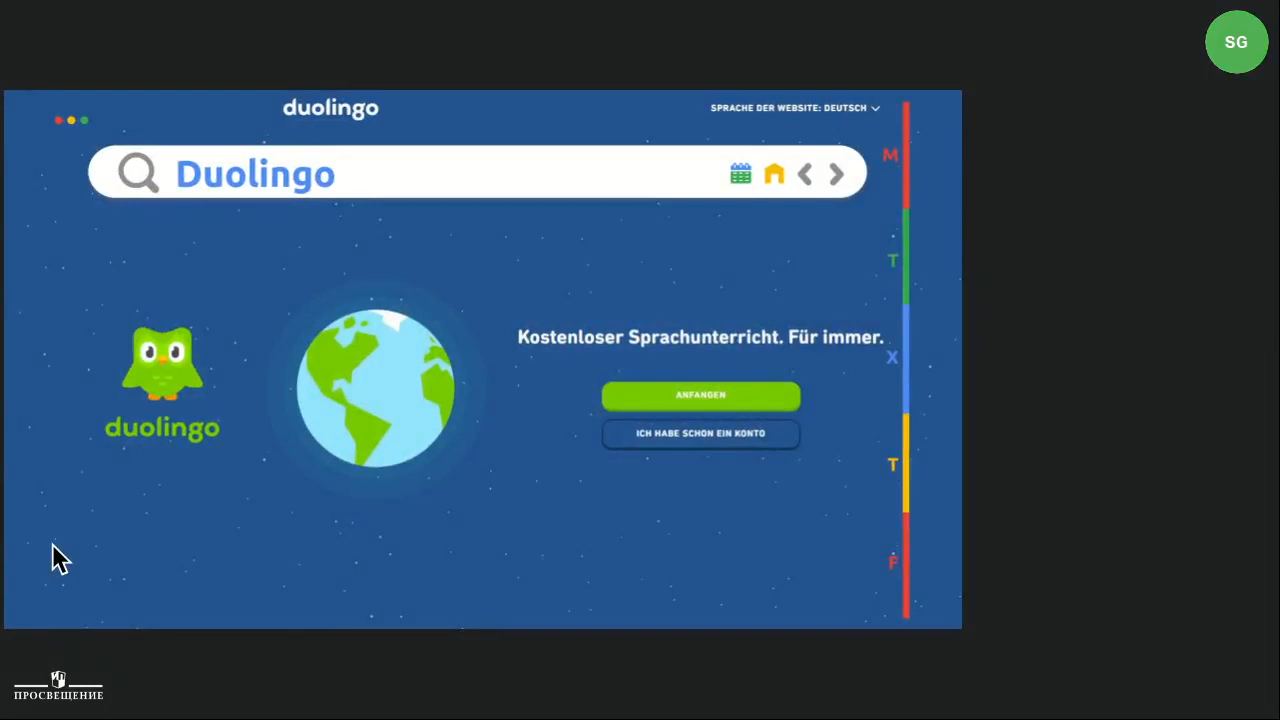 SG
duolingo
SPRACHE DER WEBSITE: DEUTSCH
Duolingo
M
T
X
T
F
Kostenloser Sprachunterricht. Für immer.
ANFANGEN
ICH HABE SCHON EIN KONTO
duolingo
ПРОСВЕЩЕНИЕ